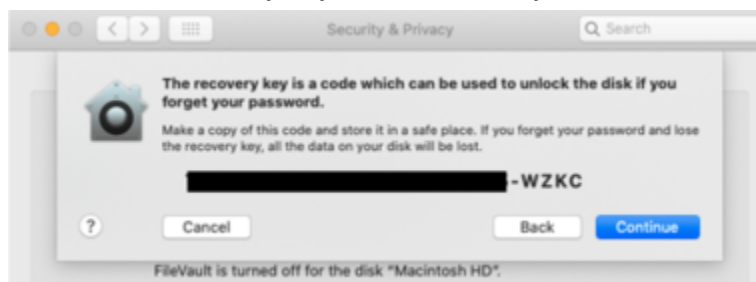 Security & Privacy
Search
The recovery key is a code which can be used to unlock the disk if you
forget your password.
Make a copy of this code and store it in a safe place. If you forget your password and lose
the recovery key, all the data on your disk will be lost.
-WZKC
?
Cancel
Back
Continue
FileVault is turned off for the disk "Macintosh HD".